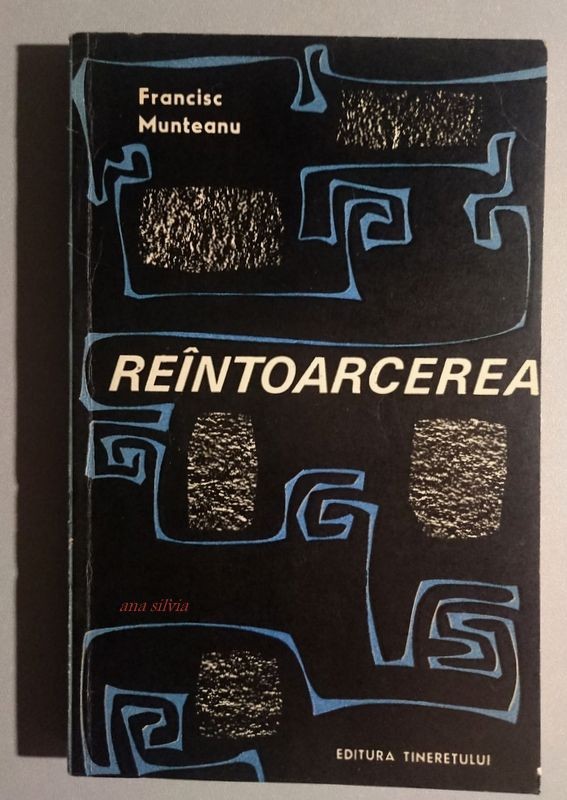 Francisc
Munteanu
REÎNTOARCEREA
ana silvia
EDITURA TINERETULUI